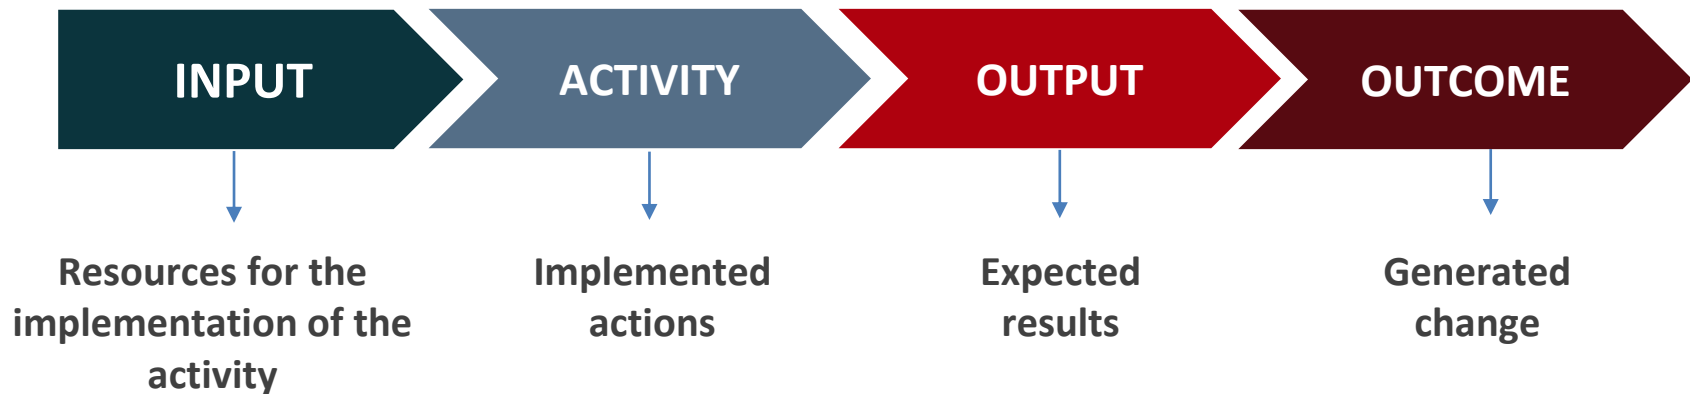 INPUT
ACTIVITY
OUTPUT
OUTCOME
Resources for the
implementation of the
activity
Implemented
actions
Expected
results
Generated
change